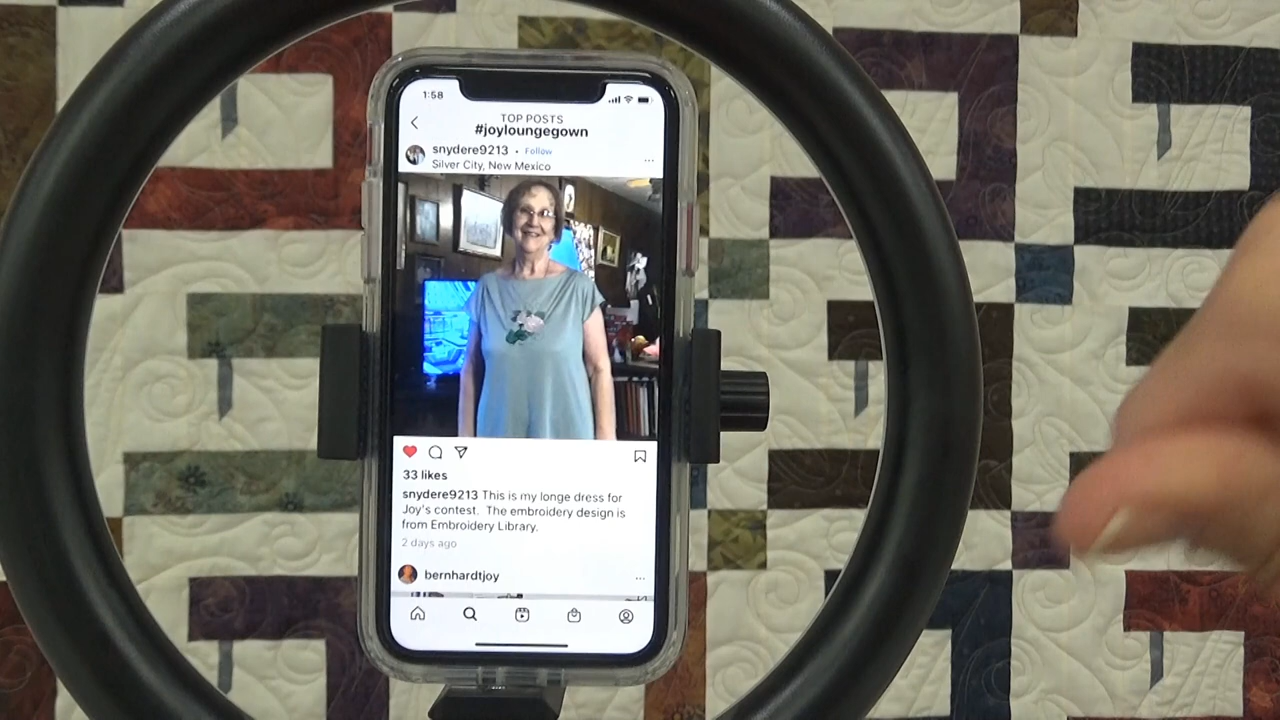 1:58
TOP POSTS
#joyloungegown
snydere9213 • Follow
Silver City, New Mexico
33 likes
snydere9213 This is my longe dress for
Joy's contest. The embroidery design is
from Embroidery Library.
2 days ago
bernhardtjoy